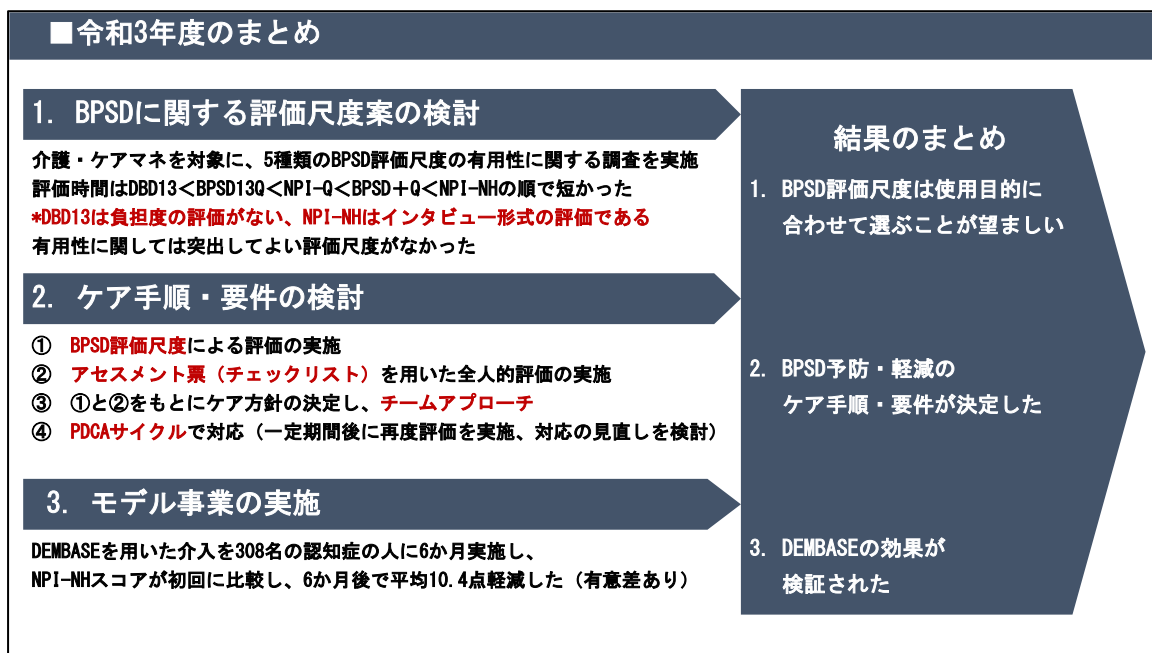 ■令和3年度のまとめ
1. BPSDに関する評価尺度案の検討
介護・ケアマネを対象に、5種類のBPSD評価尺度の有用性に関する調査を実施
評価時間はDBD13＜BPSD13Q＜NPI-Q＜BPSD＋Q＜NPI-NHの順で短かった
*DBD13は負担度の評価がない、NPI-NHはインタビュー形式の評価である
有用性に関しては突出してよい評価尺度がなかった
2. ケア手順・要件の検討
① BPSD評価尺度による評価の実施
② アセスメント票（チェックリスト）を用いた全人的評価の実施
③ ①と②をもとにケア方針の決定し、チームアプローチ
④ PDCAサイクルで対応（一定期間後に再度評価を実施、対応の見直しを検討）
3. モデル事業の実施
DEMBASEを用いた介入を308名の認知症の人に6か月実施し、
NPI-NHスコアが初回に比較し、6か月後で平均10.4点軽減した（有意差あり）
結果のまとめ
1. BPSD評価尺度は使用目的に
合わせて選ぶことが望ましい
2. BPSD予防・軽減の
ケア手順・要件が決定した
3. DEMBASEの効果が
検証された